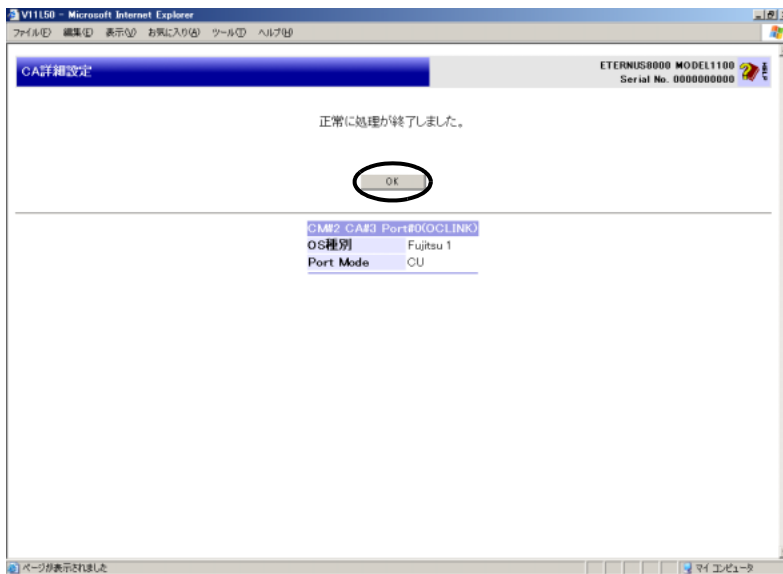 V11L50 - Microsoft Internet Explorer
ファイル(F) 編集(E) 表示(V) お気に入り(A) ツール(T) ヘルプ(H)
CA詳細設定
ETERNUS8000 MODEL1100
Serial No. 0000000000
HELP
正常に処理が終了しました。
OK
CM#2 CA#3 Port#0(OCLINK)
OS種別 Fujitsu 1
Port Mode CU
ページが表示されました
マイ コンピュータ